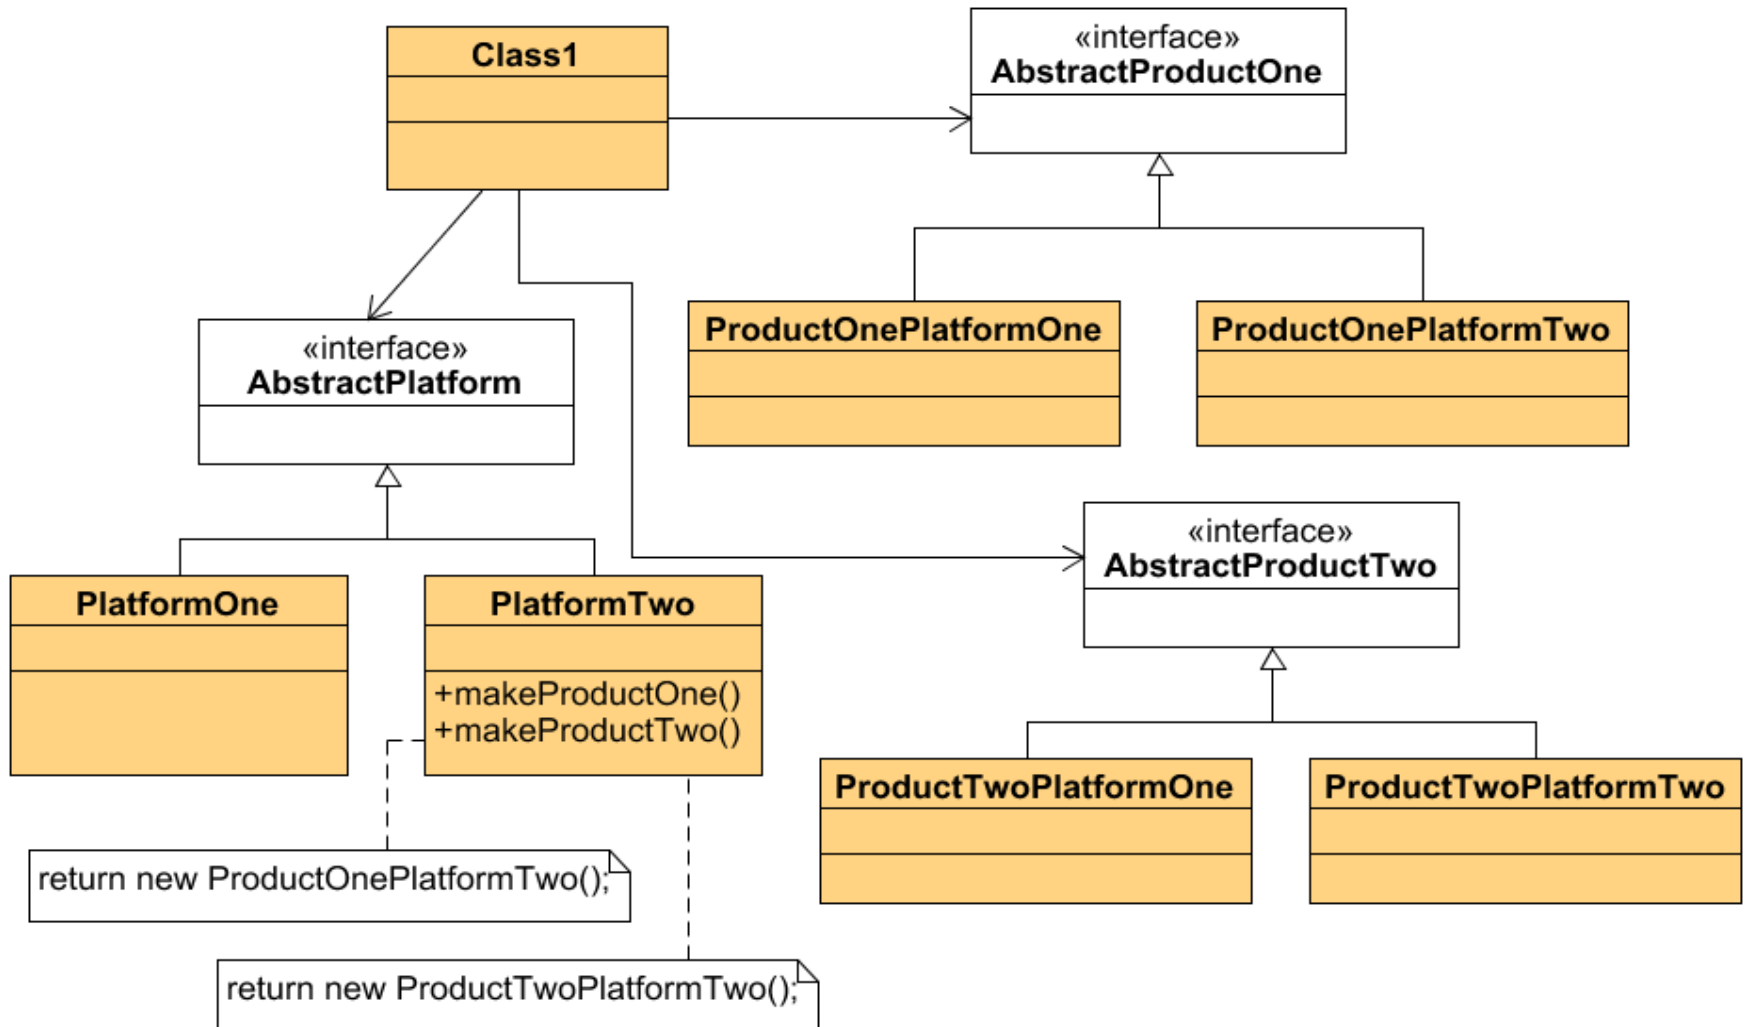 Class1
«interface»
AbstractProductOne
«interface»
AbstractPlatform
ProductOnePlatformOne
ProductOnePlatformTwo
«interface»
AbstractProductTwo
PlatformOne
PlatformTwo
+makeProductOne()
+makeProductTwo()
ProductTwoPlatformOne
ProductTwoPlatformTwo
return new ProductOnePlatformTwo();
return new ProductTwoPlatformTwo();